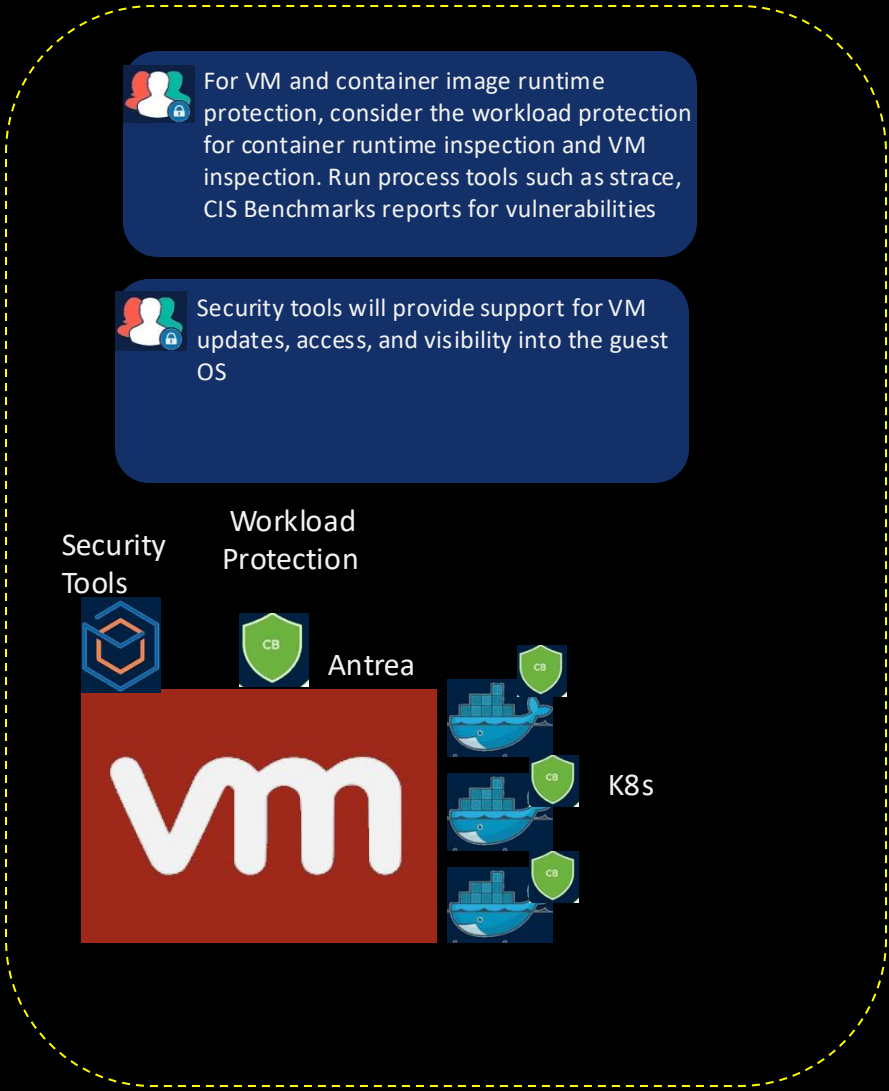 For VM and container image runtime
protection, consider the workload protection
for container runtime inspection and VM
inspection. Run process tools such as strace,
CIS Benchmarks reports for vulnerabilities
Security tools will provide support for VM
updates, access, and visibility into the guest
OS
Workload
Protection
Security
Tools
CB
Antrea
CB
vm
CB
K8s
CB